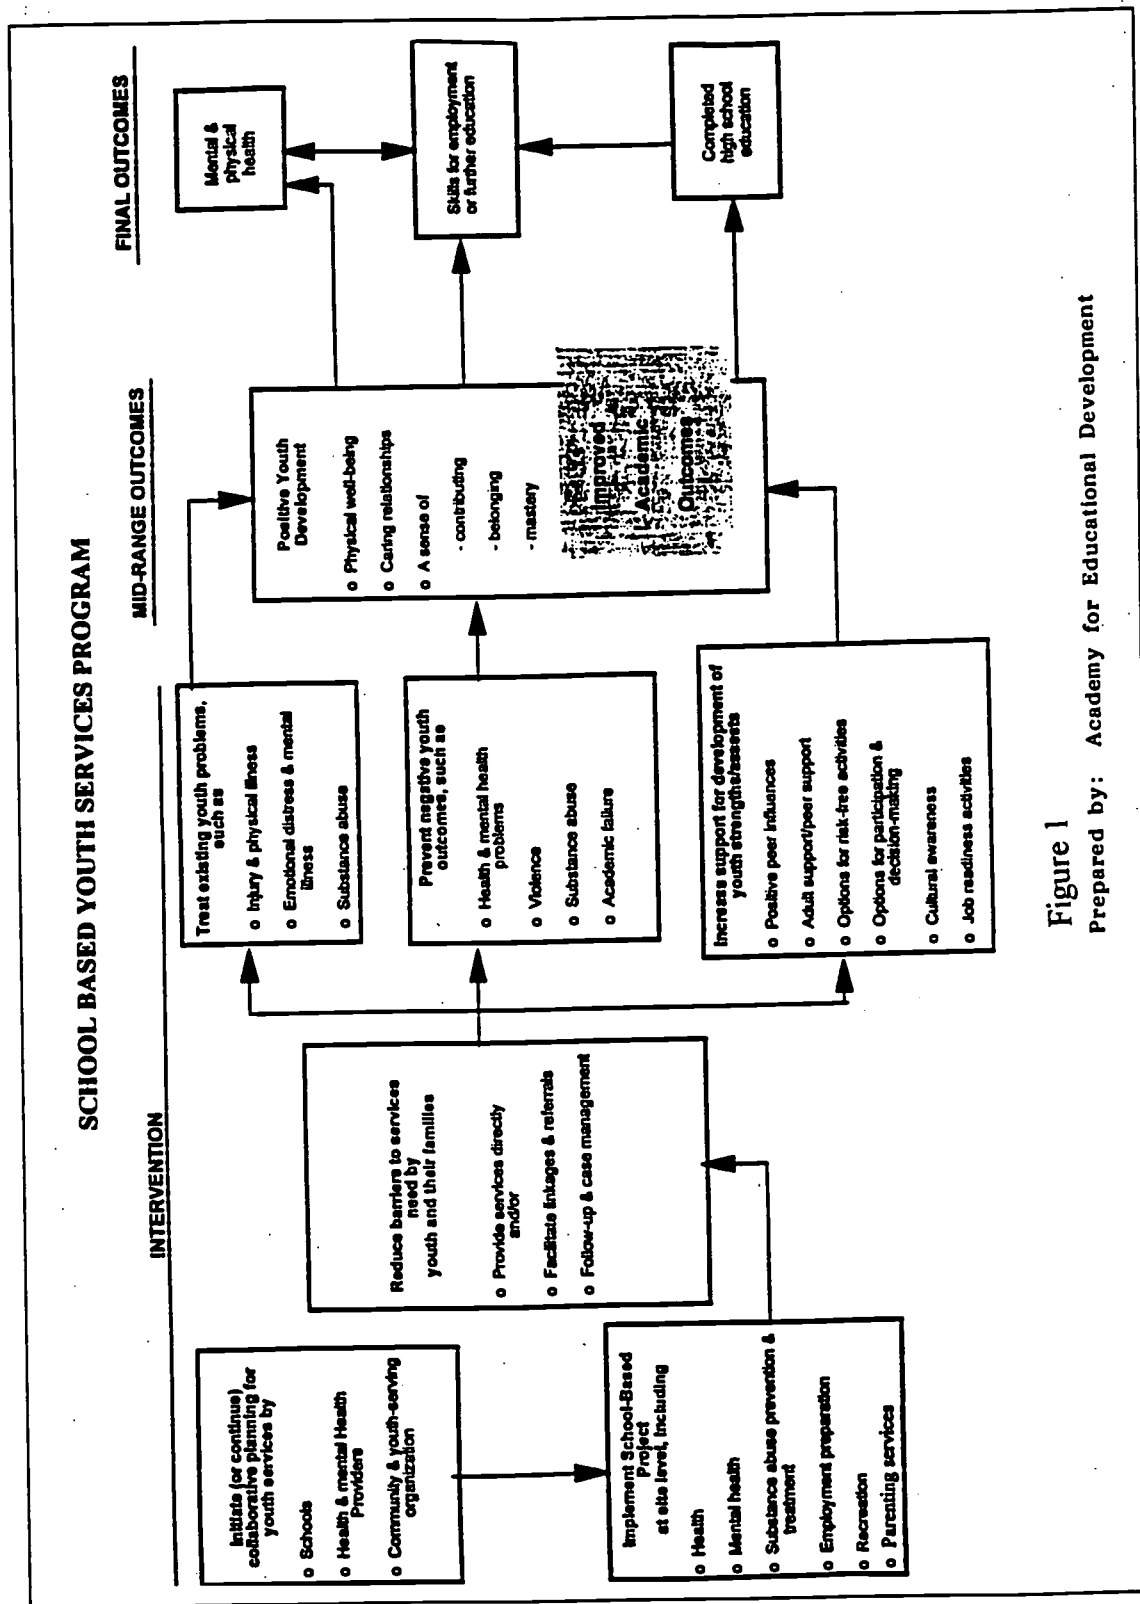 SCHOOL BASED YOUTH SERVICES PROGRAM
INTERVENTION
MID-RANGE OUTCOMES
FINAL OUTCOMES
Initiate (or continue)
collaborative planning for
youth services by
o Schools
o Health & mental Health
Providers
o Community & youth-serving
organization
Implement School-Based
Project
at site level, including
o Health
o Mental health
o Substance abuse prevention &
treatment
o Employment preparation
o Recreation
o Parenting services
Reduce barriers to services
need by
youth and their families
o Provide services directly
and/or
o Facilitate linkages & referrals
o Follow-up & case management
Treat existing youth problems,
such as
o Injury & physical illness
o Emotional distress & mental
illness
o Substance abuse
Prevent negative youth
outcomes, such as
o Health & mental health
problems
o Violence
o Substance abuse
o Academic failure
Increase support for development of
youth strengths/assests
o Positive peer influences
o Adult support/peer support
o Options for risk-free activities
o Options for participation &
decision-making
o Cultural awareness
o Job readiness activities
Positive Youth
Development
o Physical well-being
o Caring relationships
o A sense of
- contributing
- belonging
- mastery
Improved
Academic
Outcomes
Mental &
physical
health
Skills for employment
or further education
Completed
high school
education
Figure 1
Prepared by: Academy for Educational Development